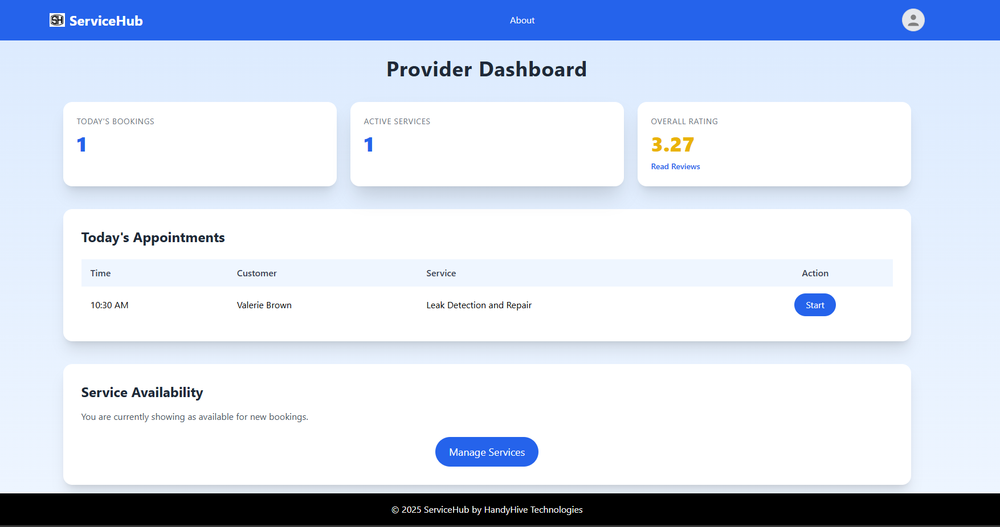 SH ServiceHub
About
Provider Dashboard
TODAY'S BOOKINGS
1
ACTIVE SERVICES
1
OVERALL RATING
3.27
Read Reviews
Today's Appointments
Time Customer Service Action
10:30 AM Valerie Brown Leak Detection and Repair Start
Service Availability
You are currently showing as available for new bookings.
Manage Services
© 2025 ServiceHub by HandyHive Technologies